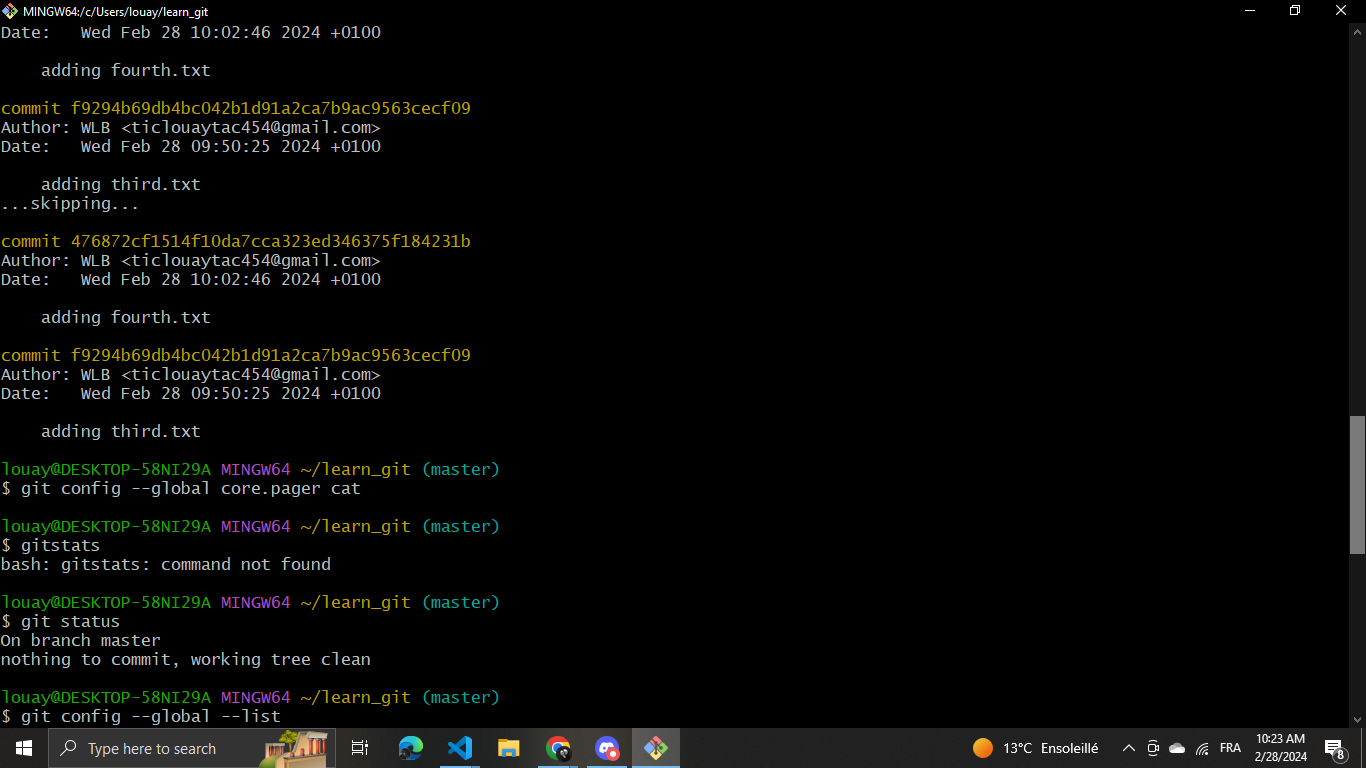 MINGW64:/c/Users/louay/learn_git
Date:   Wed Feb 28 10:02:46 2024 +0100
    adding fourth.txt
commit f9294b69db4bc042b1d91a2ca7b9ac9563cecf09
Author: WLB <ticlouaytac454@gmail.com>
Date:   Wed Feb 28 09:50:25 2024 +0100
    adding third.txt
...skipping...
commit 476872cf1514f10da7cca323ed346375f184231b
Author: WLB <ticlouaytac454@gmail.com>
Date:   Wed Feb 28 10:02:46 2024 +0100
    adding fourth.txt
commit f9294b69db4bc042b1d91a2ca7b9ac9563cecf09
Author: WLB <ticlouaytac454@gmail.com>
Date:   Wed Feb 28 09:50:25 2024 +0100
    adding third.txt
louay@DESKTOP-58NI29A MINGW64 ~/learn_git (master)
$ git config --global core.pager cat
louay@DESKTOP-58NI29A MINGW64 ~/learn_git (master)
$ gitstats
bash: gitstats: command not found
louay@DESKTOP-58NI29A MINGW64 ~/learn_git (master)
$ git status
On branch master
nothing to commit, working tree clean
louay@DESKTOP-58NI29A MINGW64 ~/learn_git (master)
$ git config --global --list
Type here to search
13°C Ensoleillé
FRA
10:23 AM
2/28/2024
8